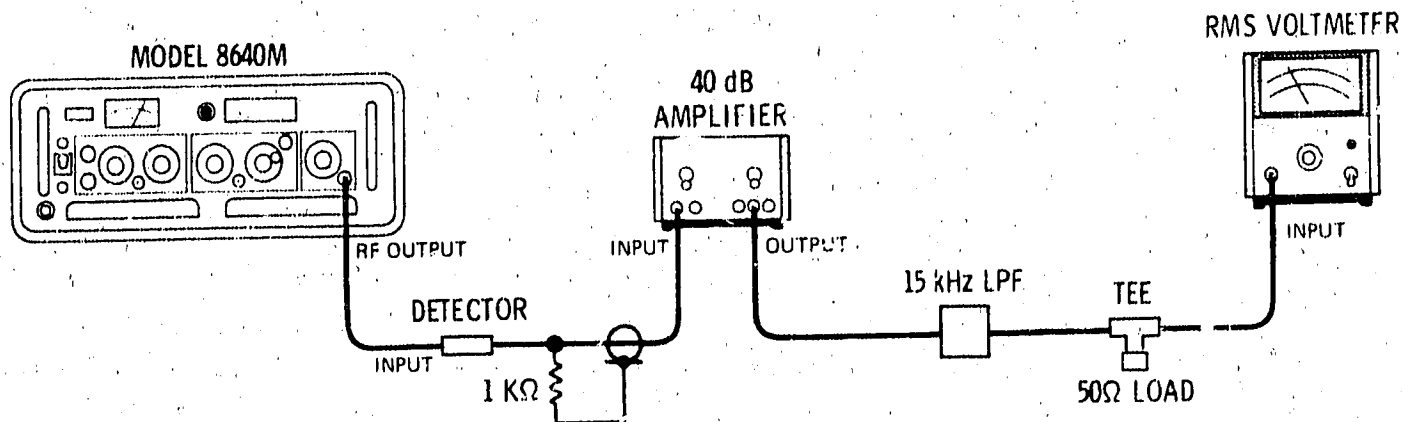 MODEL 8640M
RF OUTPUT
DETECTOR
INPUT
1 KΩ
40 dB
AMPLIFIER
INPUT
OUTPUT
15 kHz LPF
TEE
50Ω LOAD
RMS VOLTMETER
INPUT